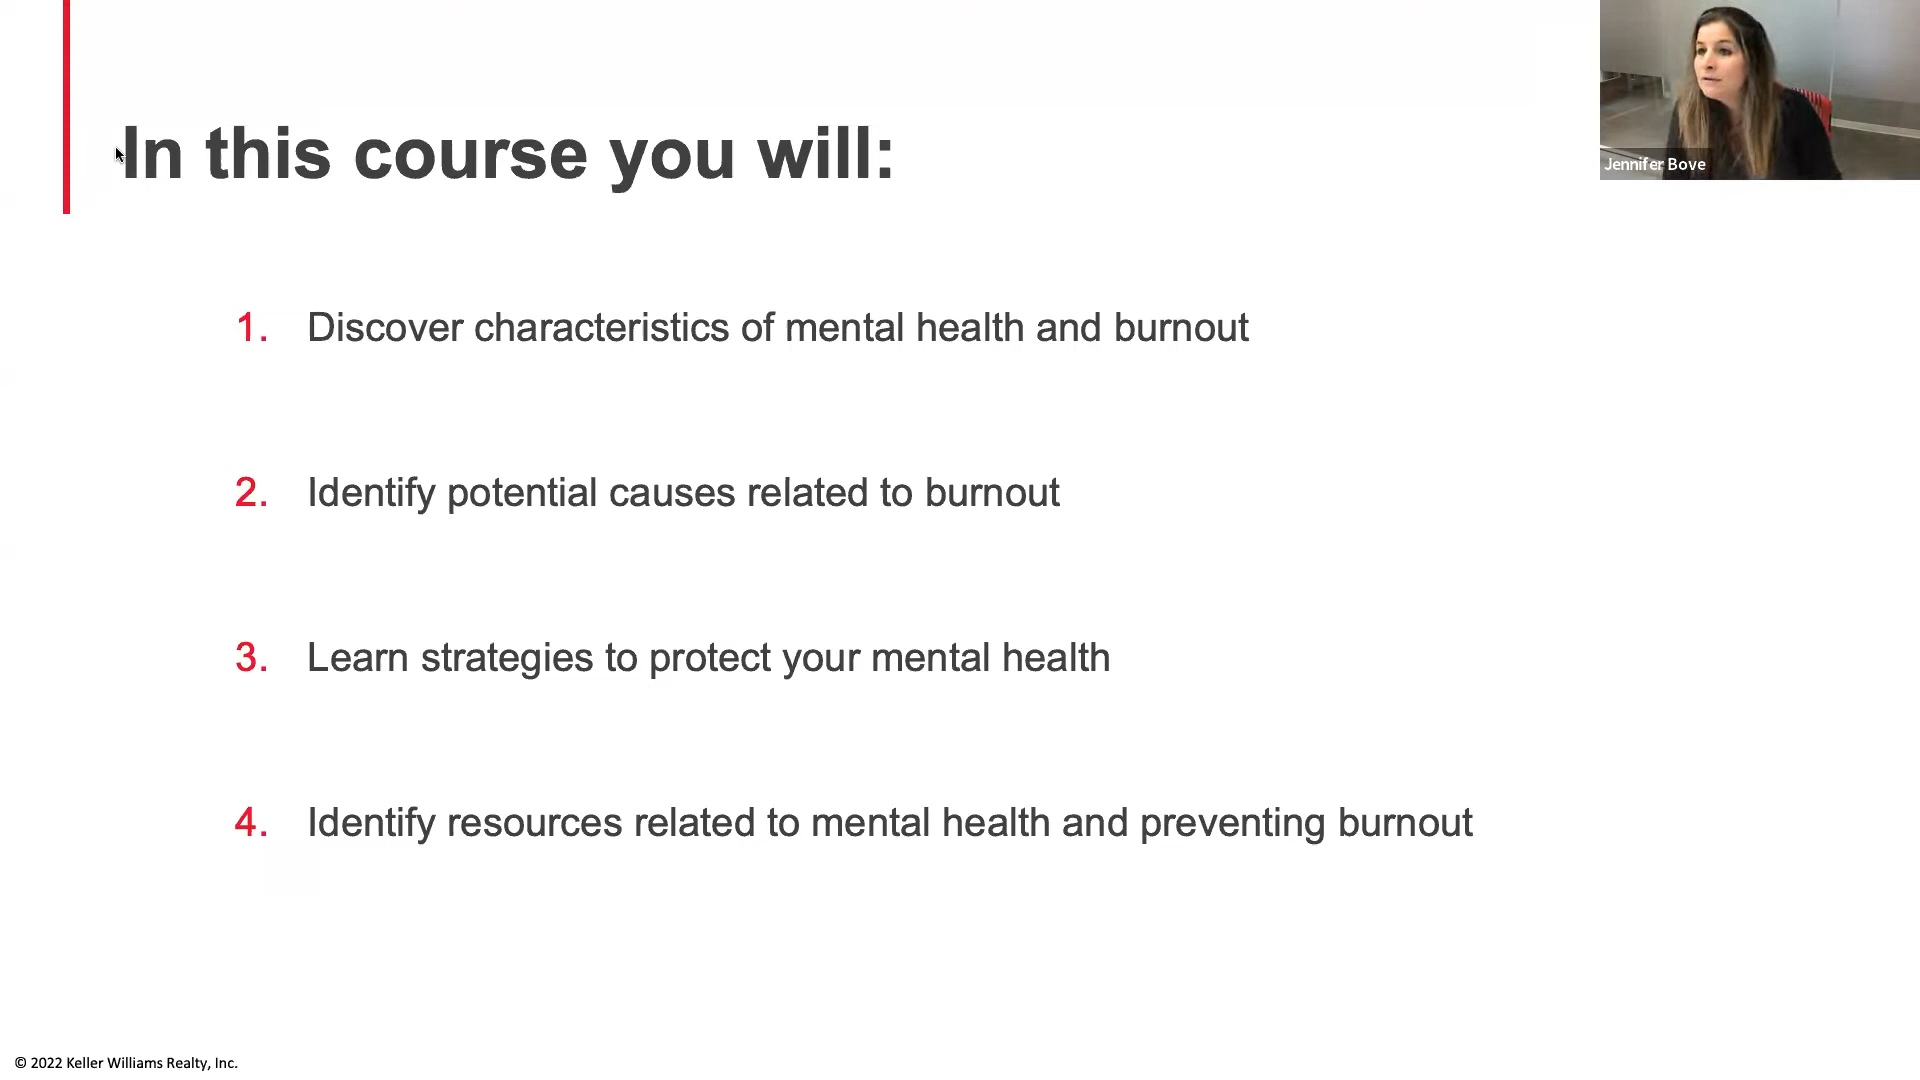 In this course you will:
Jennifer Bove
1. Discover characteristics of mental health and burnout
2. Identify potential causes related to burnout
3. Learn strategies to protect your mental health
4. Identify resources related to mental health and preventing burnout
© 2022 Keller Williams Realty, Inc.